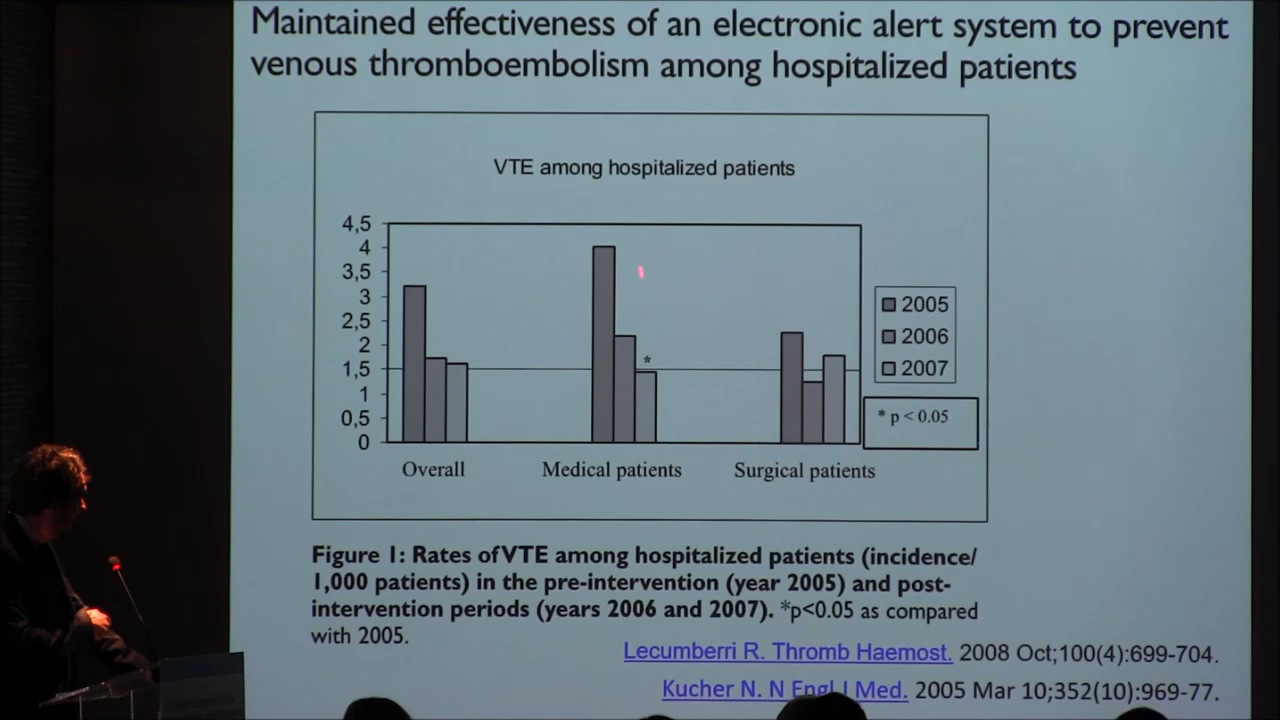 Maintained effectiveness of an electronic alert system to prevent
venous thromboembolism among hospitalized patients
VTE among hospitalized patients
4,5
4
3,5
3
2,5
2
1,5
1
0,5
0
*
2005
2006
2007
* p < 0.05
Overall
Medical patients
Surgical patients
Figure 1: Rates of VTE among hospitalized patients (incidence/
1,000 patients) in the pre-intervention (year 2005) and post-
intervention periods (years 2006 and 2007). *p<0.05 as compared
with 2005.
Lecumberri R. Thromb Haemost. 2008 Oct;100(4):699-704.
Kucher N. N Engl J Med. 2005 Mar 10;352(10):969-77.